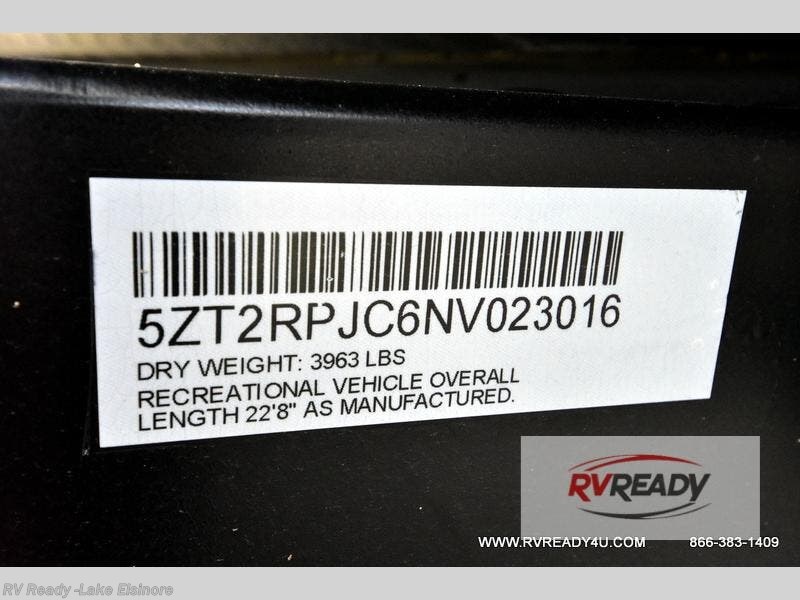 5ZT2RPJC6NV023016
DRY WEIGHT: 3963 LBS
RECREATIONAL VEHICLE OVERALL
LENGTH 22'8" AS MANUFACTURED.
RVREADY
WWW.RVREADY4U.COM 866-383-1409
RV Ready -Lake Elsinore